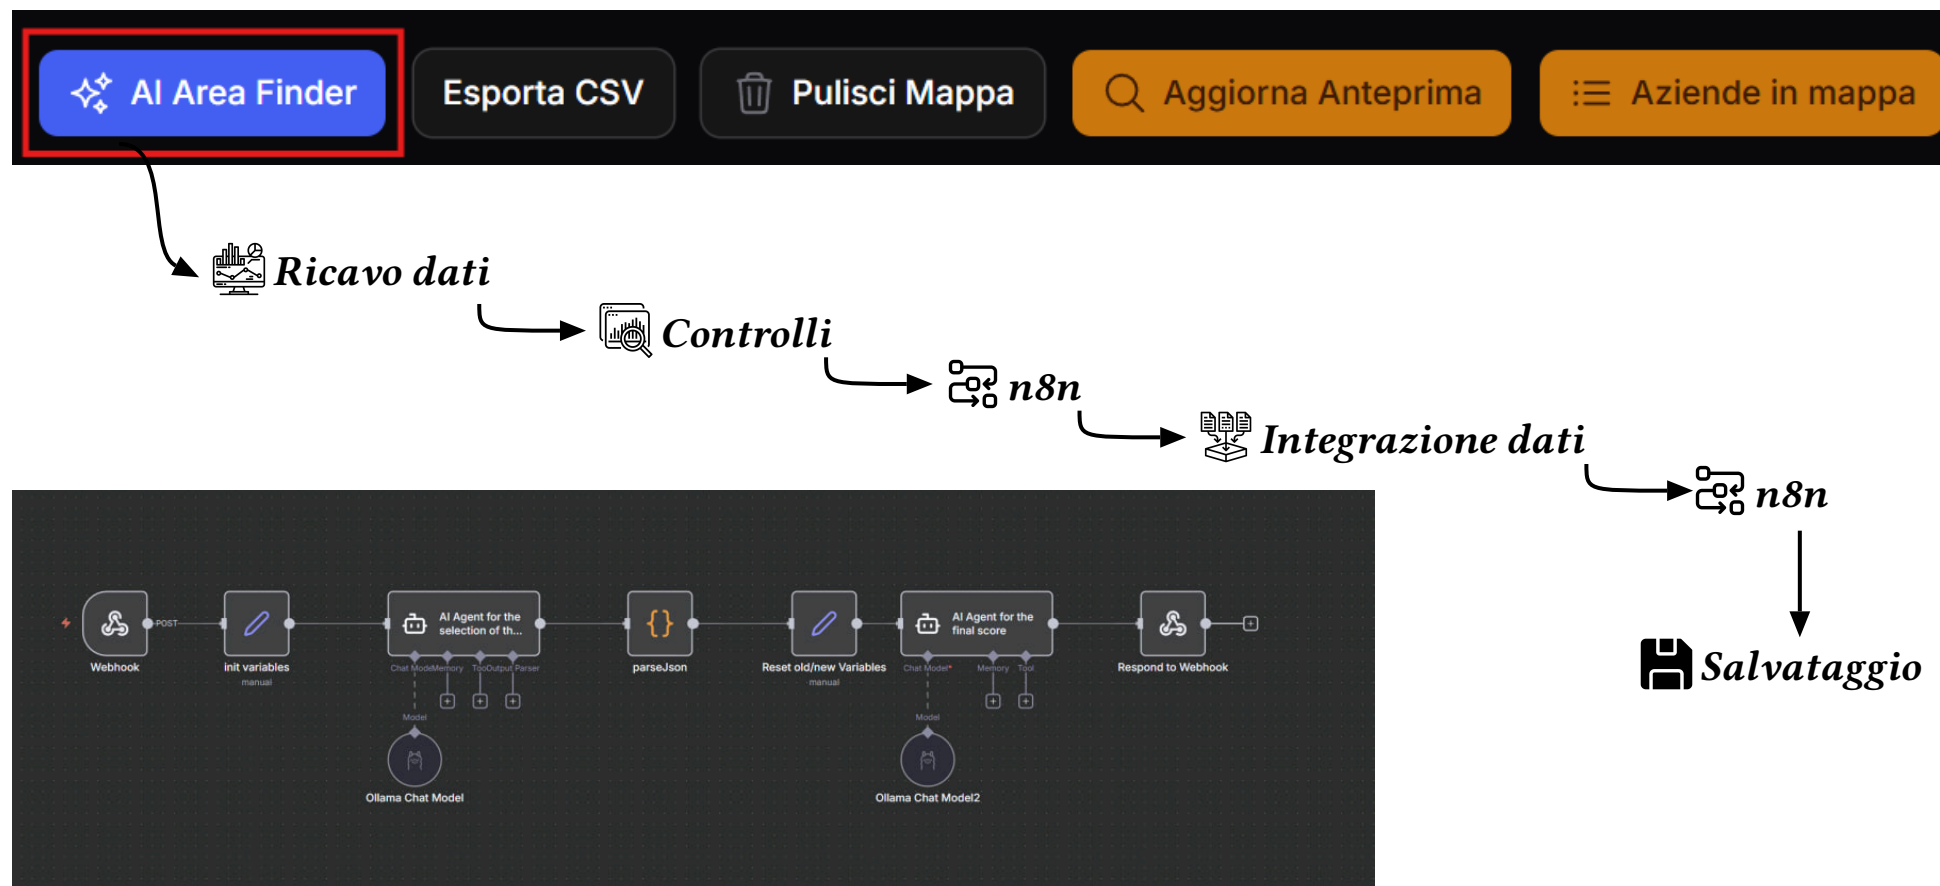 AI Area Finder
Esporta CSV
Pulisci Mappa
Aggiorna Anteprima
Aziende in mappa
Ricavo dati
Controlli
n8n
Integrazione dati
n8n
Salvataggio
Webhook
POST
init variables
manual
AI Agent for the
selection of th...
Chat Model
Memory
Tool
Output Parser
Model
Ollama Chat Model
parseJson
Reset old/new Variables
manual
AI Agent for the
final score
Chat Model*
Memory
Tool
Model
Ollama Chat Model2
Respond to Webhook